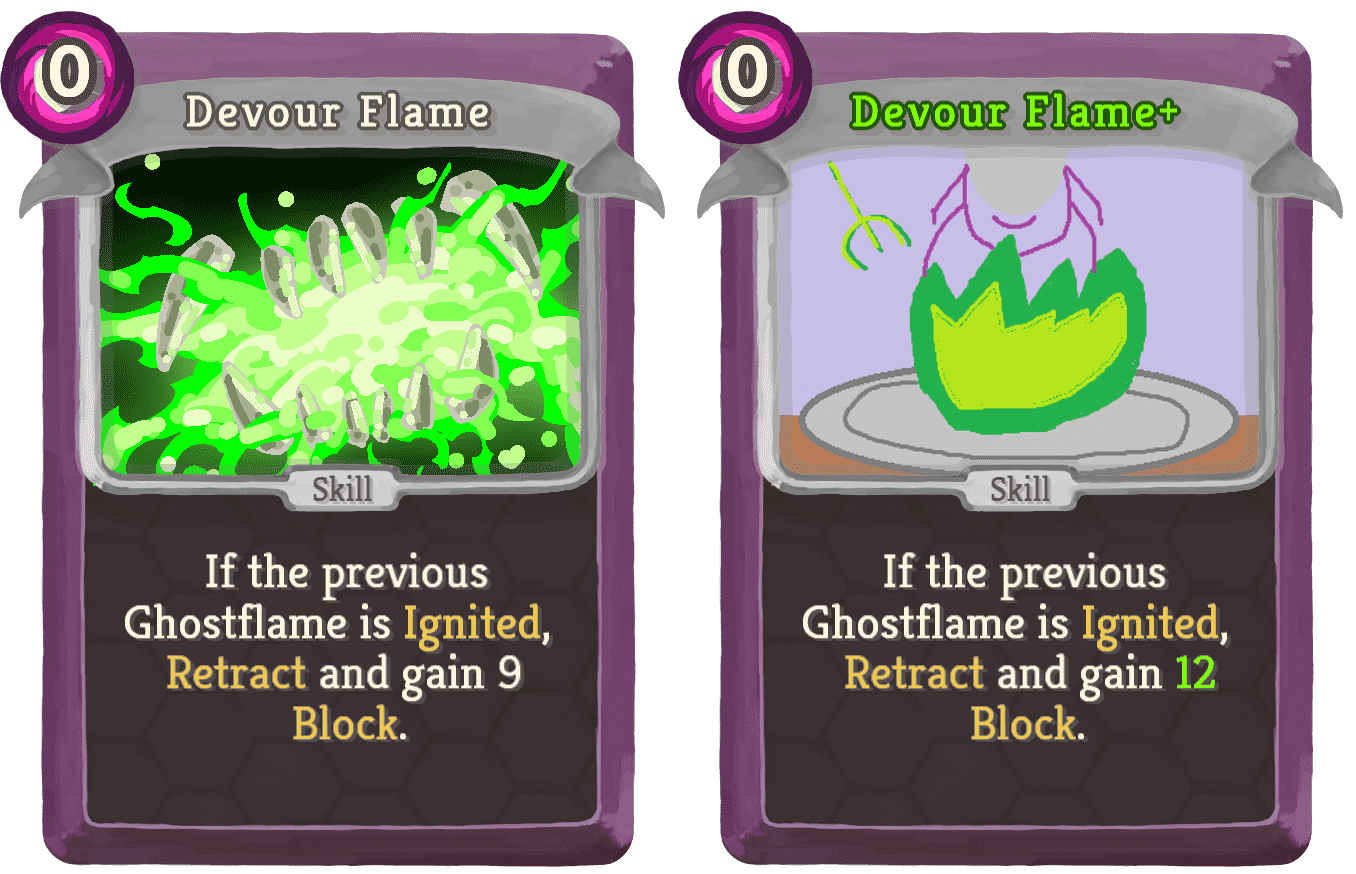 0
Devour Flame
Skill
If the previous
Ghostflame is Ignited,
Retract and gain 9
Block.
0
Devour Flame+
Skill
If the previous
Ghostflame is Ignited,
Retract and gain 12
Block.